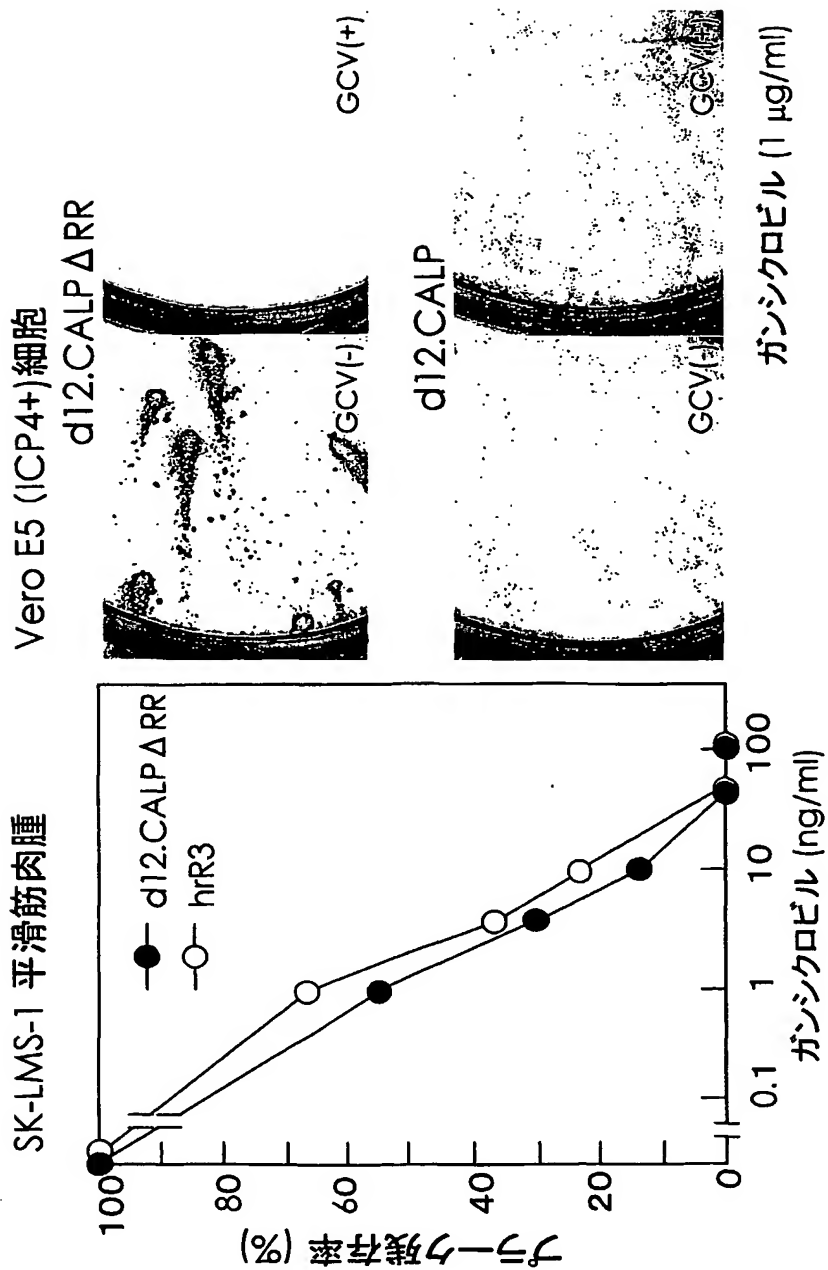 SK-LMS-1 平滑筋肉腫
d12.CALPΔRR
hrR3
プラーク残存率 (%)
100
80
60
40
20
0
0.1
1
10
100
ガンシクロビル (ng/ml)
Vero E5 (ICP4+)細胞
d12.CALPΔRR
GCV(-)
GCV(+)
d12.CALP
GCV(-)
GCV(+)
ガンシクロビル (1 μg/ml)